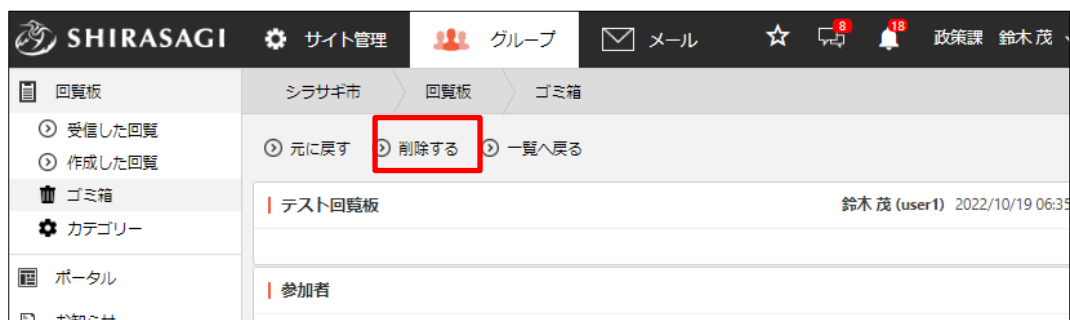 SHIRASAGI サイト管理 グループ メール 8 18 政策課 鈴木 茂
回覧板
シラサギ市 回覧板 ゴミ箱
受信した回覧
作成した回覧
ゴミ箱
カテゴリー
ポータル
お知らせ
元に戻す 削除する 一覧へ戻る
テスト回覧板 鈴木 茂 (user1) 2022/10/19 06:35
参加者